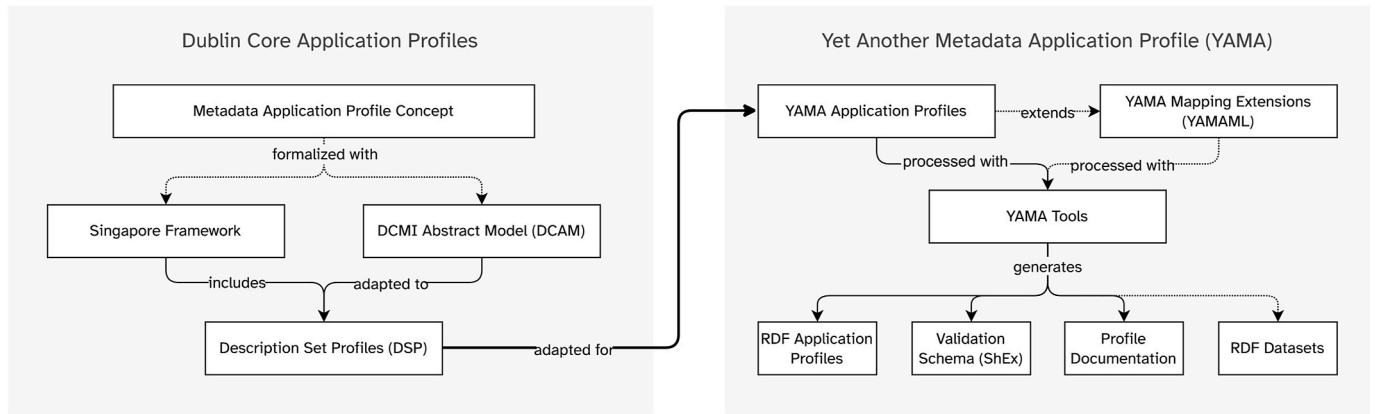 Dublin Core Application Profiles
Metadata Application Profile Concept
formalized with
Singapore Framework
DCMI Abstract Model (DCAM)
includes
adapted to
Description Set Profiles (DSP)
adapted for
Yet Another Metadata Application Profile (YAMA)
YAMA Application Profiles
extends
YAMA Mapping Extensions
(YAMAML)
processed with
processed with
YAMA Tools
generates
RDF Application
Profiles
Validation
Schema (ShEx)
Profile
Documentation
RDF Datasets